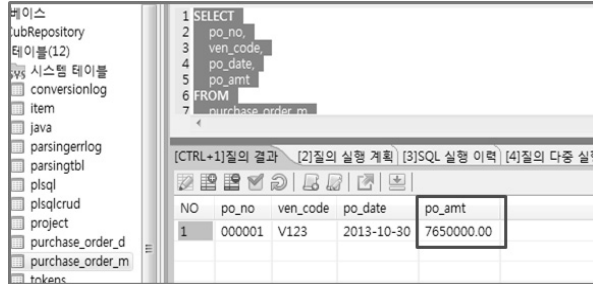 베이스
ubRepository
테이블(12)
시스템 테이블
conversionlog
item
java
parsingerrlog
parsingtbl
plsql
plsqlcrud
project
purchase_order_d
purchase_order_m
tokens
1 SELECT
2 po_no,
3 ven_code,
4 po_date,
5 po_amt
6 FROM
7 purchase_order_m
[CTRL+1]질의 결과 [2]질의 실행 계획 [3]SQL 실행 이력 [4]질의 다중 실
NO po_no ven_code po_date po_amt
1 000001 V123 2013-10-30 7650000.00